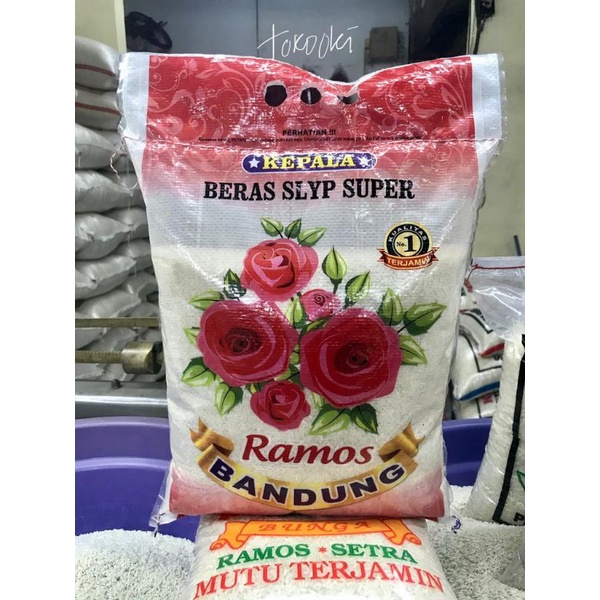 tokooki
PERHATIAN !!!
KEPALA
BERAS SLYP SUPER
KUALITAS
No. 1
TERJAMIN
Ramos
BANDUNG
BUNGA
RAMOS * SETRA
MUTU TERJAMIN